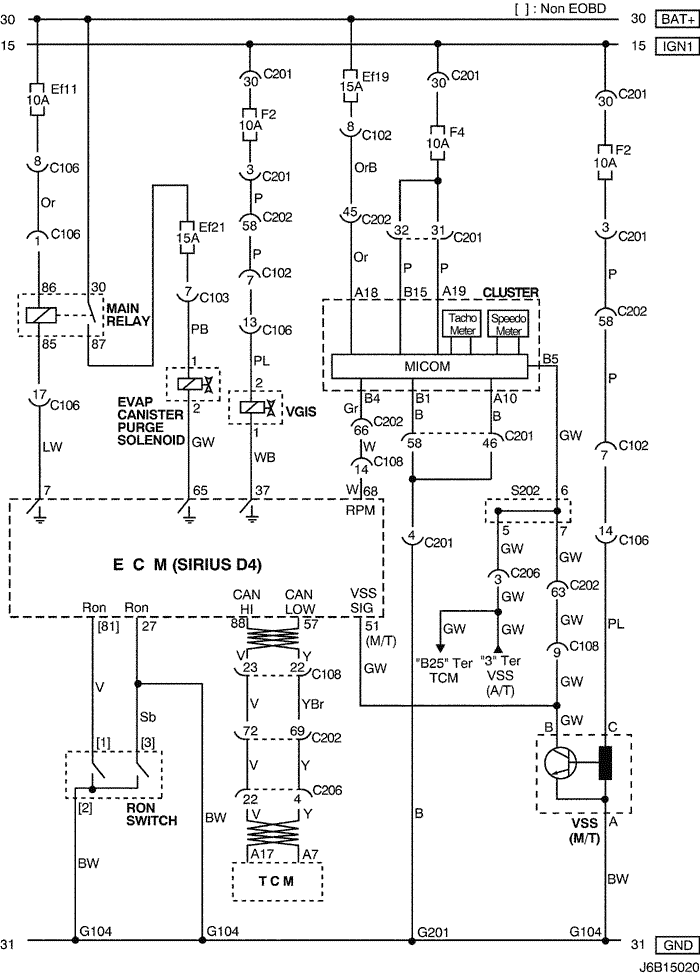 [ ] : Non EOBD
30 30 BAT+
15 15 IGN1
Ef11
10A
8 C106
Or
1 C106
86 30
MAIN
RELAY
85 87
17 C106
LW
7
Ef21
15A
7 C103
PB
1
EVAP
CANISTER
PURGE
SOLENOID
2
GW
65
30 C201
F2
10A
3 C201
P
58 C202
P
7 C102
13 C106
PL
2
VGIS
1
WB
37
Ef19
15A
8 C102
OrB
45 C202
Or
A18
30 C201
F4
10A
32 31 C201
P P
B15 A19
CLUSTER
Tacho
Meter
Speedo
Meter
MICOM
B5
B4 B1 A10
Gr B B
66 C202
W
14 C108
W 68
RPM
58 46 C201
4 C201
B
30 C201
F2
10A
3 C201
P
58 C202
P
7 C102
14 C106
PL
GW
S202 6
5 7
GW GW
3 C206
GW
GW GW
"B25" Ter
TCM
"3" Ter
VSS
(A/T)
63 C202
GW
9 C108
GW
B GW C
VSS
(M/T)
A
BW
E C M (SIRIUS D4)
Ron Ron
CAN
HI
CAN
LOW
VSS
SIG
[81] 27 88 57 51
(M/T)
GW
V Y
23 22 C108
V YBr
72 69 C202
V Y
22 4 C206
V Y
A17 A7
T C M
V Sb
[1] [3]
[2]
RON
SWITCH
BW BW
31 G104 G104 G201 G104 31 GND
J6B15020